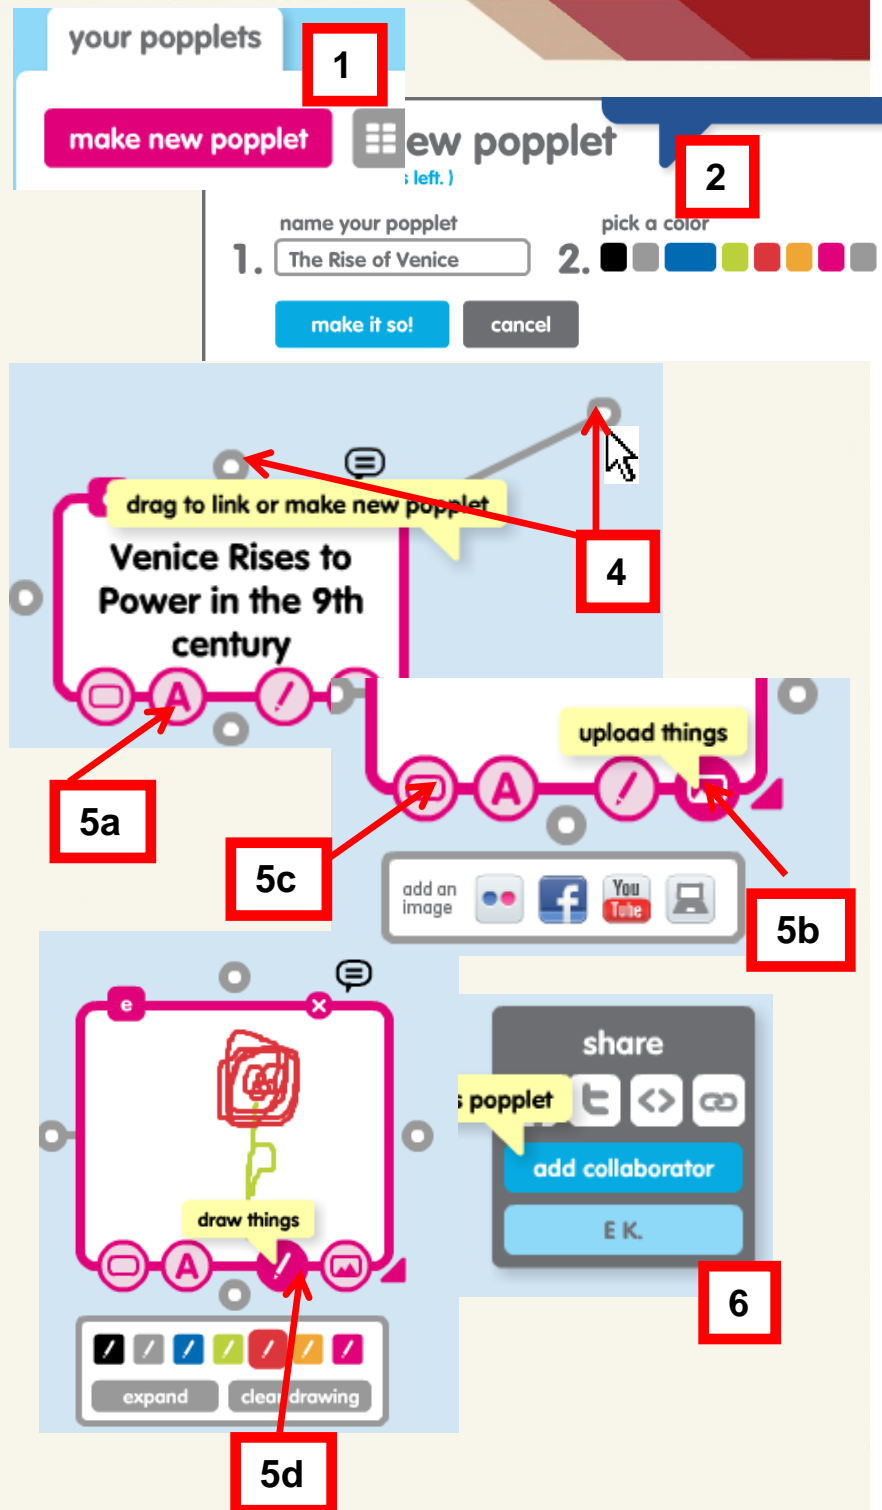 your popplets
1
make new popplet
ew popplet
s left. )
2
name your popplet
pick a color
1.
The Rise of Venice
2.
make it so!
cancel
drag to link or make new popplet
Venice Rises to
Power in the 9th
century
4
A
5a
upload things
A
5c
add an
image
f
You
Tube
5b
e
x
draw things
A
expand
clear drawing
5d
share
s popplet
t
<>
add collaborator
E K.
6